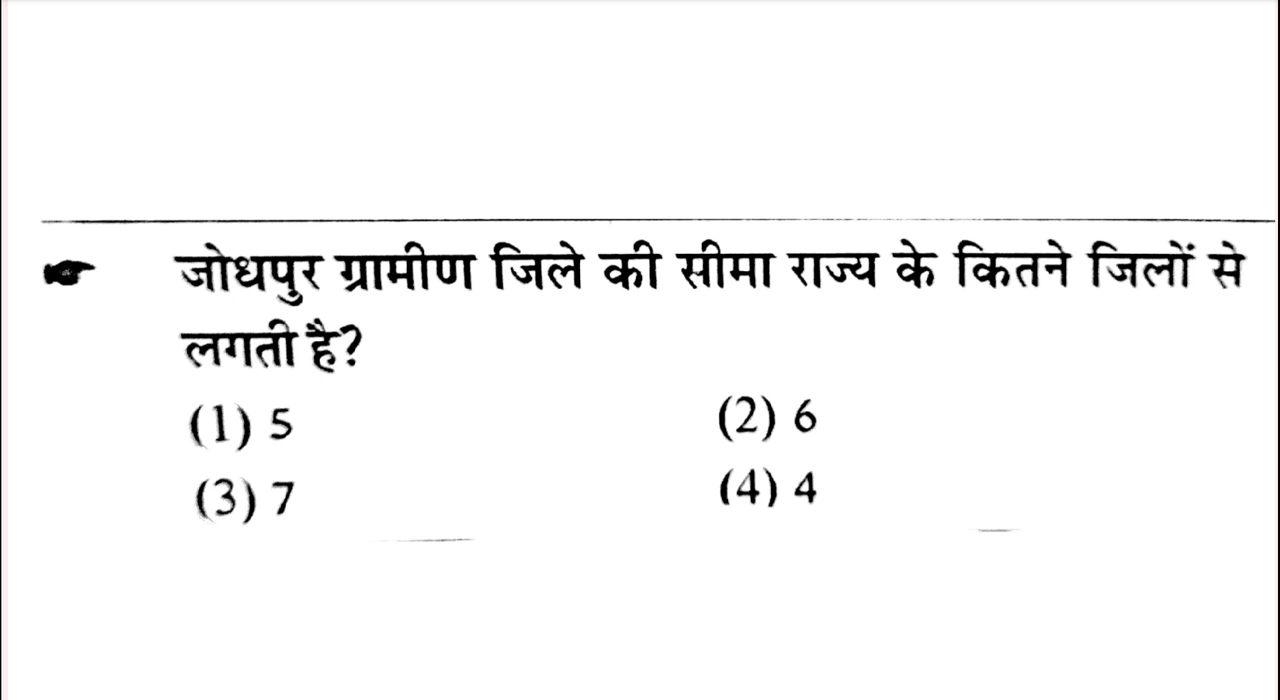 जोधपुर ग्रामीण जिले की सीमा राज्य के कितने जिलों से
लगती है?
(1) 5 (2) 6
(3) 7 (4) 4